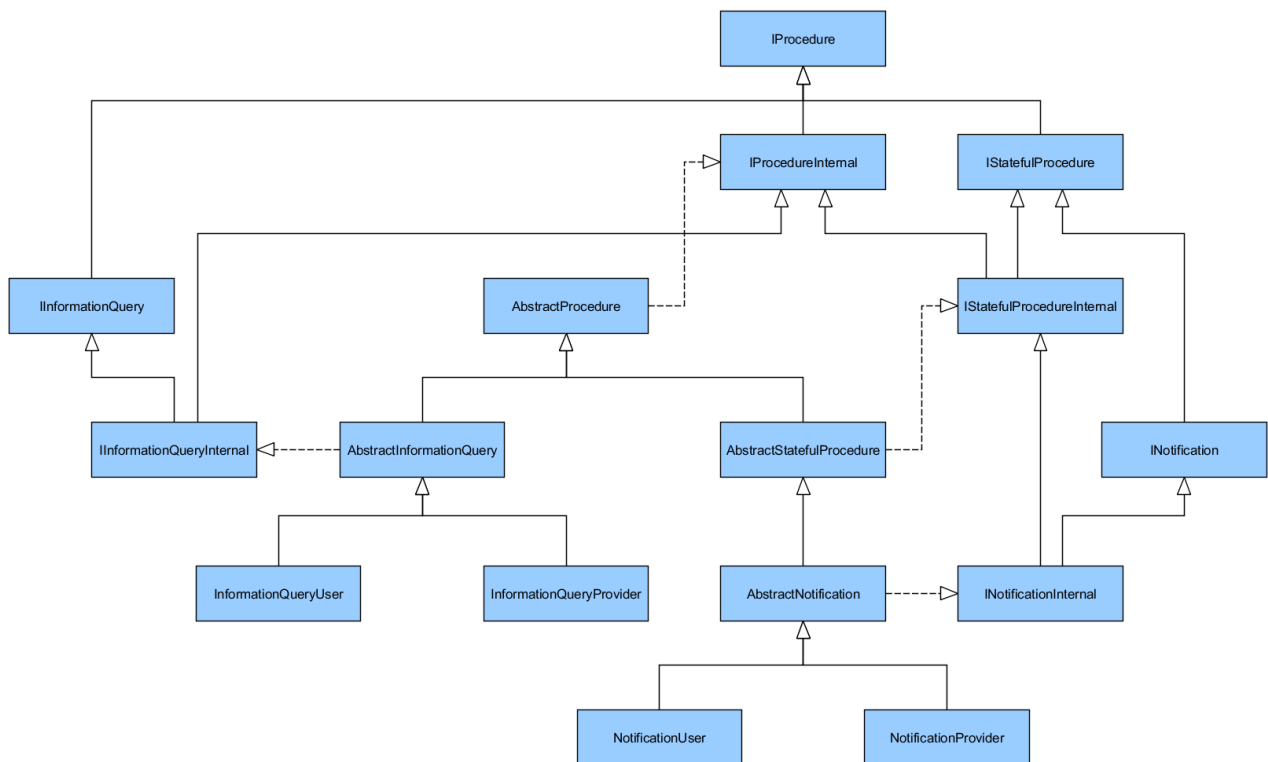 IProcedure
IProcedureInternal
IStatefulProcedure
IInformationQuery
AbstractProcedure
IStatefulProcedureInternal
IInformationQueryInternal
AbstractInformationQuery
AbstractStatefulProcedure
INotification
InformationQueryUser
InformationQueryProvider
AbstractNotification
INotificationInternal
NotificationUser
NotificationProvider